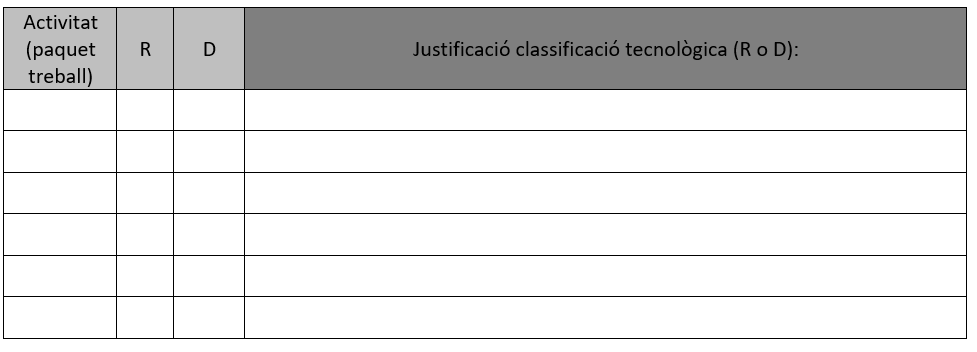 Activitat
(paquet
treball)
R
D
Justificació classificació tecnològica (R o D):